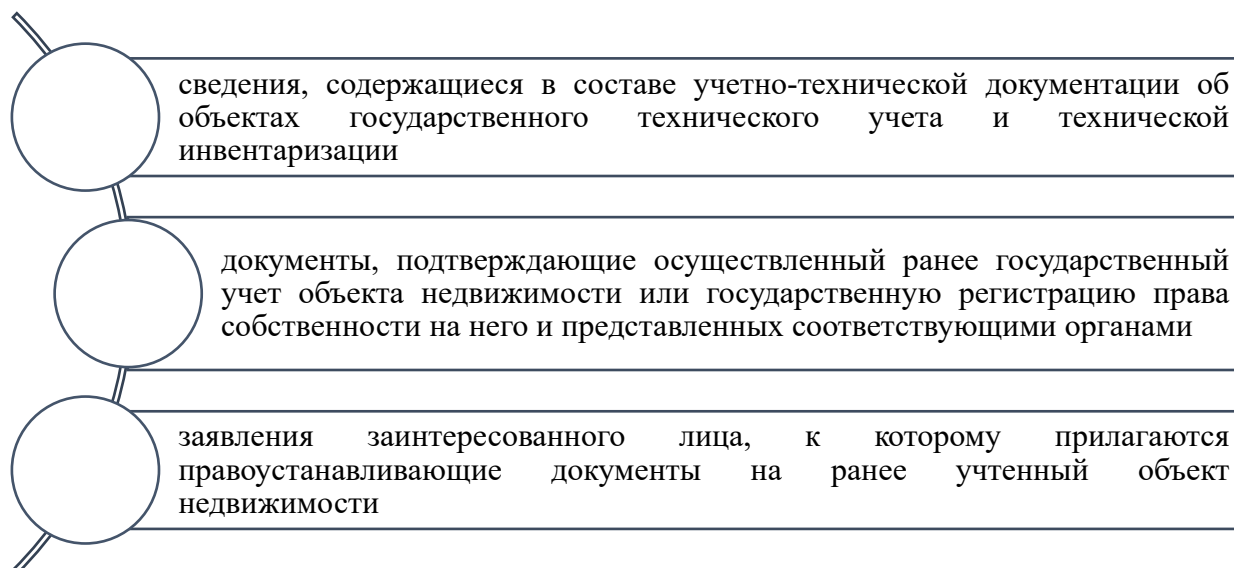 сведения, содержащиеся в составе учетно-технической документации об
объектах государственного технического учета и технической
инвентаризации
документы, подтверждающие осуществленный ранее государственный
учет объекта недвижимости или государственную регистрацию права
собственности на него и представленных соответствующими органами
заявления заинтересованного лица, к которому прилагаются
правоустанавливающие документы на ранее учтенный объект
недвижимости